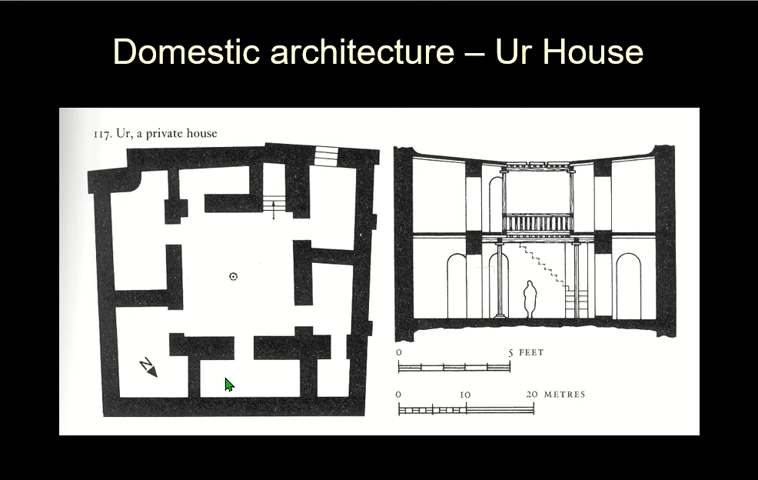 Domestic architecture – Ur House
117. Ur, a private house
N
0 5 FEET
0 10 20 METRES